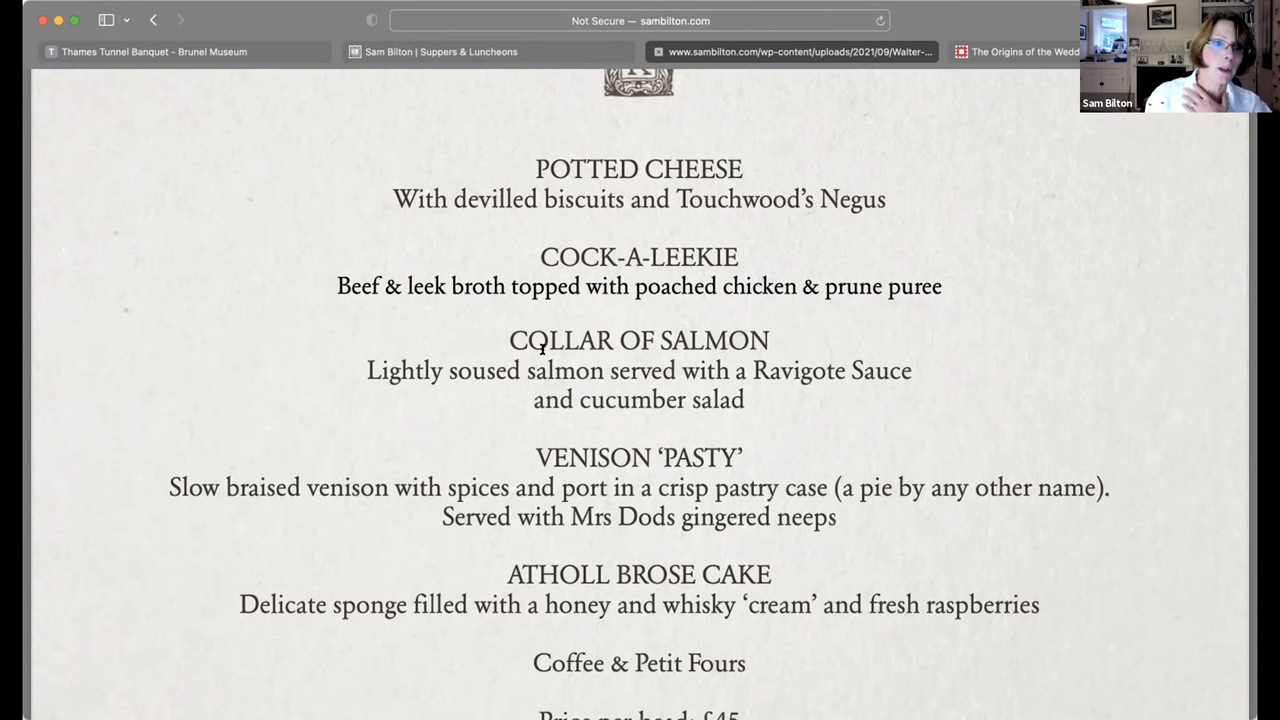 Not Secure — sambilton.com
Thames Tunnel Banquet - Brunel Museum
Sam Bilton | Suppers & Luncheons
www.sambilton.com/wp-content/uploads/2021/09/Walter-...
The Origins of the Wedd
Sam Bilton
POTTED CHEESE
With devilled biscuits and Touchwood's Negus
COCK-A-LEEKIE
Beef & leek broth topped with poached chicken & prune puree
COLLAR OF SALMON
Lightly soused salmon served with a Ravigote Sauce
and cucumber salad
VENISON ‘PASTY’
Slow braised venison with spices and port in a crisp pastry case (a pie by any other name).
Served with Mrs Dods gingered neeps
ATHOLL BROSE CAKE
Delicate sponge filled with a honey and whisky ‘cream’ and fresh raspberries
Coffee & Petit Fours
Price per head: £45